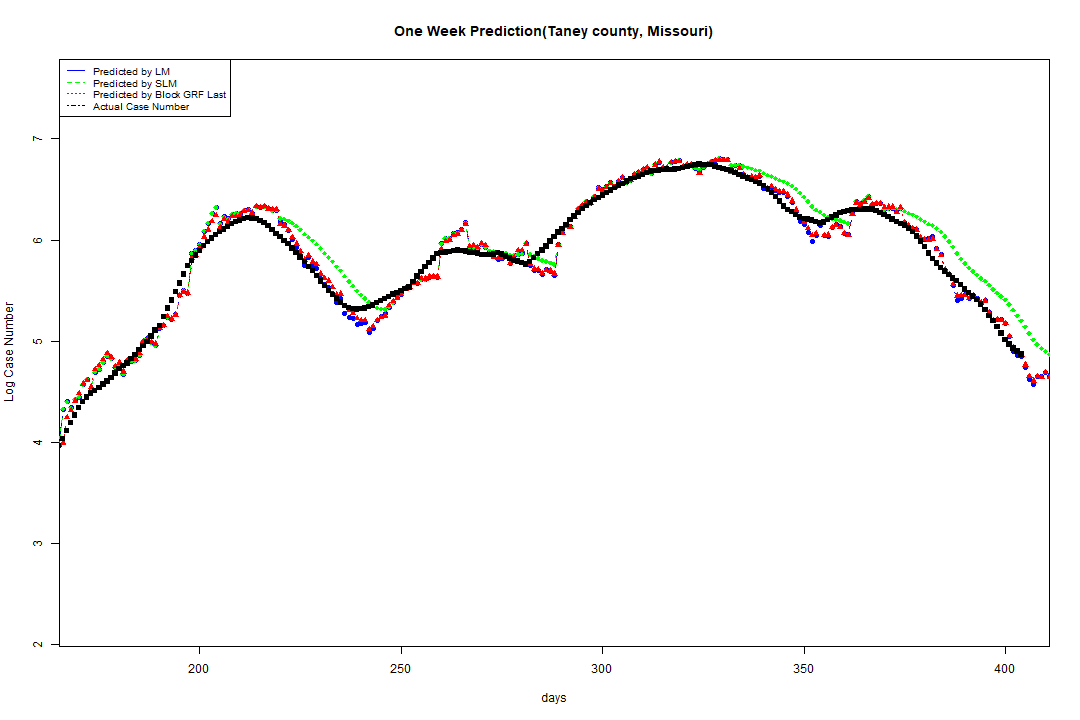 One Week Prediction(Taney county, Missouri)
Predicted by LM
Predicted by SLM
Predicted by Block GRF Last
Actual Case Number
7
6
5
4
3
2
Log Case Number
200 250 300 350 400
days